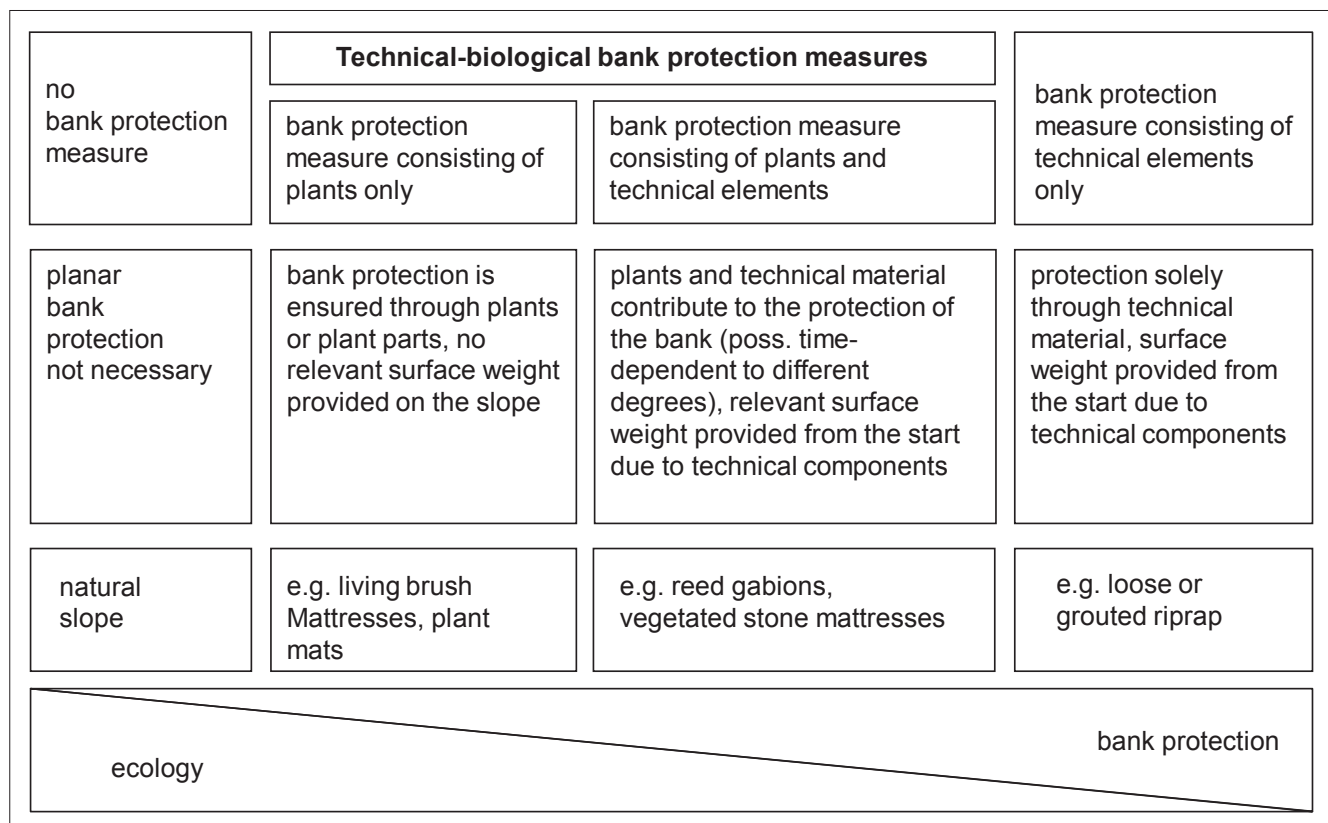 no
bank protection
measure
Technical-biological bank protection measures
bank protection
measure consisting of
plants only
bank protection measure
consisting of plants and
technical elements
bank protection
measure consisting of
technical elements
only
planar
bank
protection
not necessary
bank protection is
ensured through plants
or plant parts, no
relevant surface weight
provided on the slope
plants and technical material
contribute to the protection of
the bank (poss. time-
dependent to different
degrees), relevant surface
weight provided from the start
due to technical components
protection solely
through technical
material, surface
weight provided from
the start due to
technical components
natural
slope
e.g. living brush
Mattresses, plant
mats
e.g. reed gabions,
vegetated stone mattresses
e.g. loose or
grouted riprap
ecology
bank protection